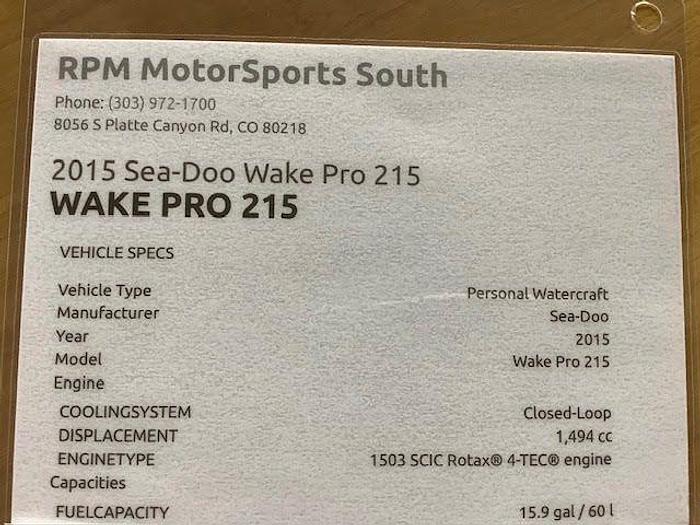 RPM MotorSports South
Phone: (303) 972-1700
8056 S Platte Canyon Rd, CO 80218
2015 Sea-Doo Wake Pro 215
WAKE PRO 215
VEHICLE SPECS
Vehicle Type Personal Watercraft
Manufacturer Sea-Doo
Year 2015
Model Wake Pro 215
Engine
COOLINGSYSTEM Closed-Loop
DISPLACEMENT 1,494 cc
ENGINETYPE 1503 SCIC Rotax® 4-TEC® engine
Capacities
FUELCAPACITY 15.9 gal / 60 l